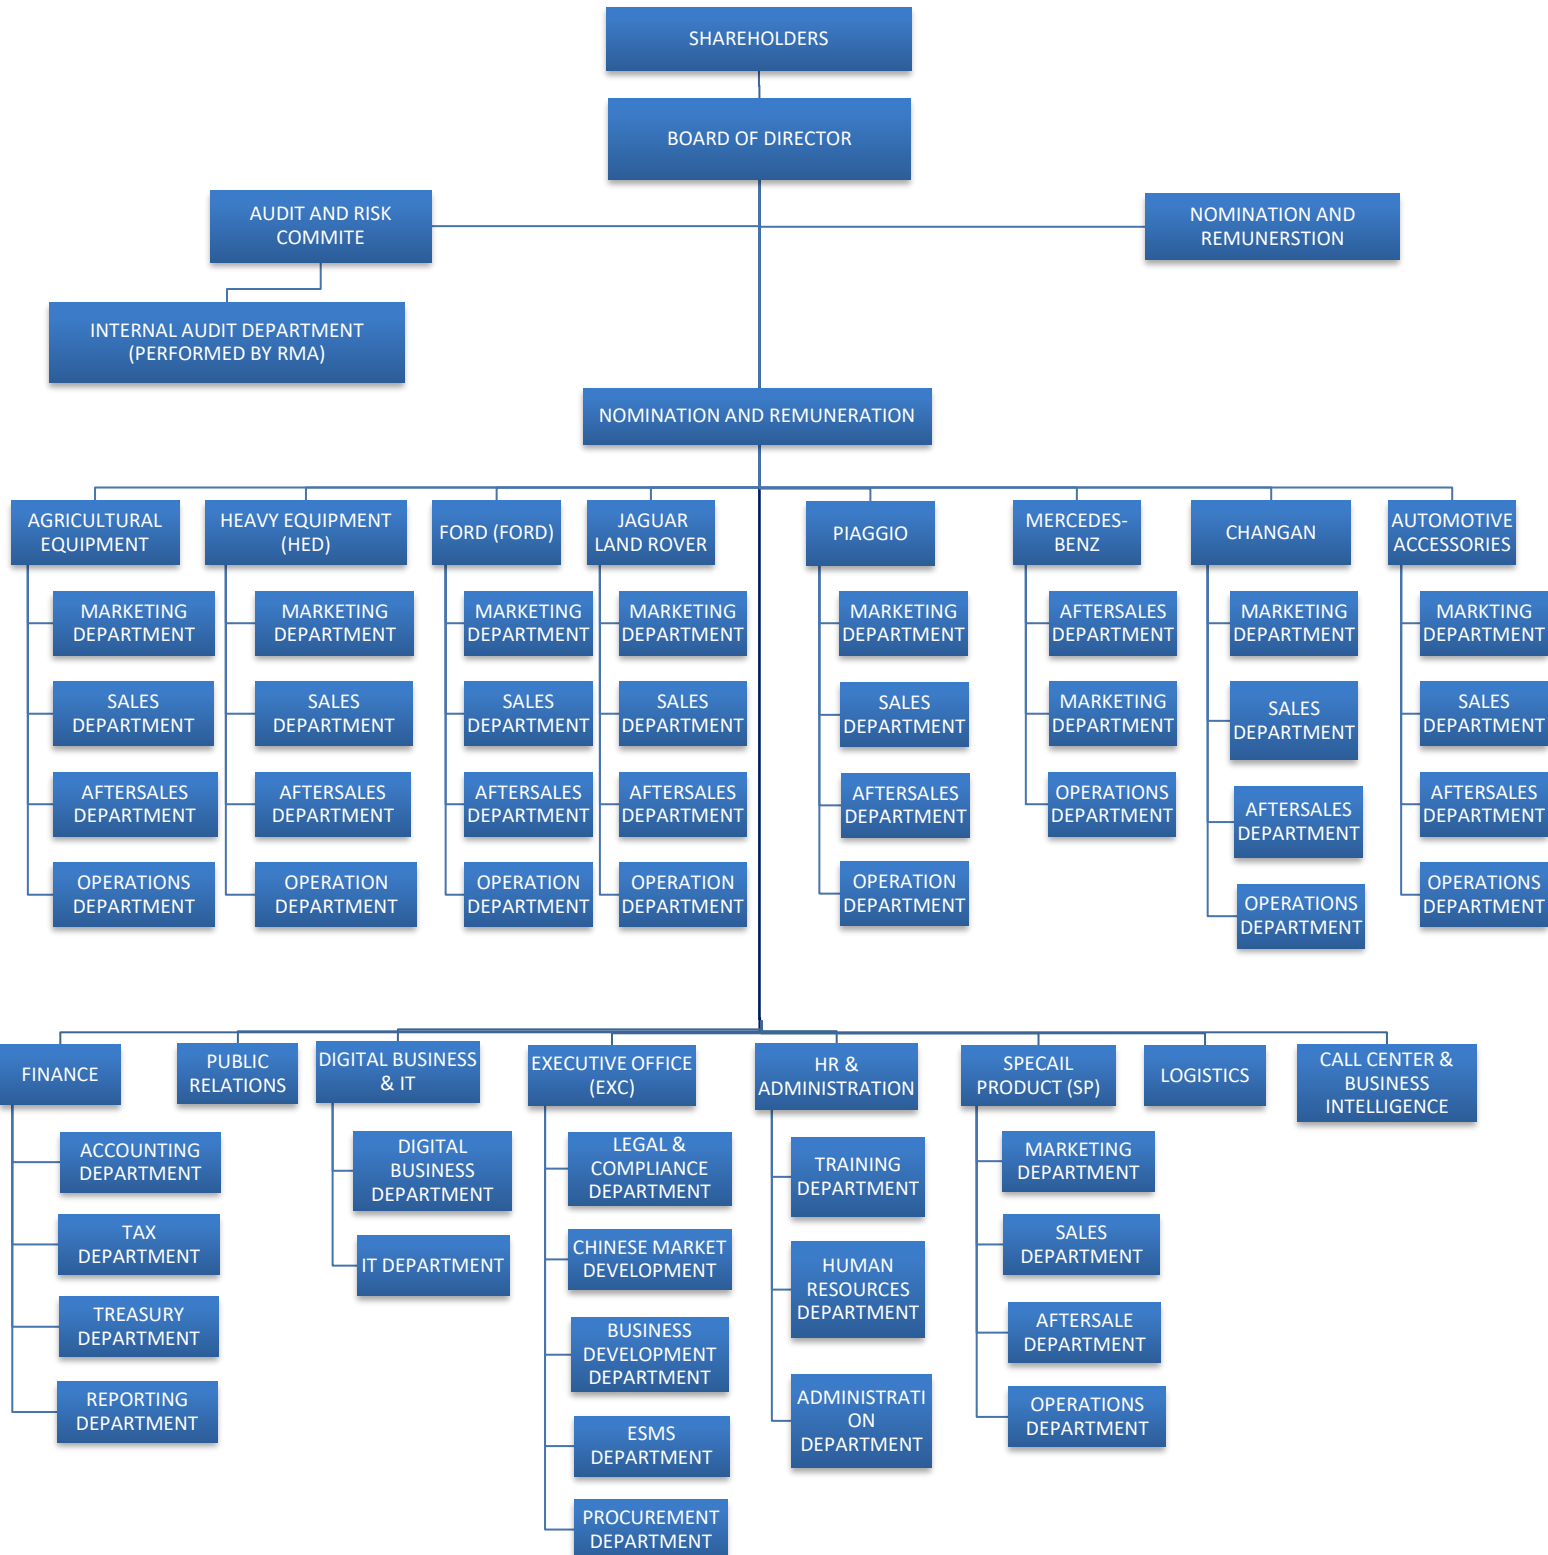 SHAREHOLDERS
BOARD OF DIRECTOR
AUDIT AND RISK
COMMITE
NOMINATION AND
REMUNERSTION
INTERNAL AUDIT DEPARTMENT
(PERFORMED BY RMA)
NOMINATION AND REMUNERATION
AGRICULTURAL
EQUIPMENT
MARKETING
DEPARTMENT
SALES
DEPARTMENT
AFTERSALES
DEPARTMENT
OPERATIONS
DEPARTMENT
HEAVY EQUIPMENT
(HED)
MARKETING
DEPARTMENT
SALES
DEPARTMENT
AFTERSALES
DEPARTMENT
OPERATION
DEPARTMENT
FORD (FORD)
MARKETING
DEPARTMENT
SALES
DEPARTMENT
AFTERSALES
DEPARTMENT
OPERATION
DEPARTMENT
JAGUAR
LAND ROVER
MARKETING
DEPARTMENT
SALES
DEPARTMENT
AFTERSALES
DEPARTMENT
OPERATION
DEPARTMENT
PIAGGIO
MARKETING
DEPARTMENT
SALES
DEPARTMENT
AFTERSALES
DEPARTMENT
OPERATION
DEPARTMENT
MERCEDES-
BENZ
AFTERSALES
DEPARTMENT
MARKETING
DEPARTMENT
OPERATIONS
DEPARTMENT
CHANGAN
MARKETING
DEPARTMENT
SALES
DEPARTMENT
AFTERSALES
DEPARTMENT
OPERATIONS
DEPARTMENT
AUTOMOTIVE
ACCESSORIES
MARKTING
DEPARTMENT
SALES
DEPARTMENT
AFTERSALES
DEPARTMENT
OPERATIONS
DEPARTMENT
FINANCE
ACCOUNTING
DEPARTMENT
TAX
DEPARTMENT
TREASURY
DEPARTMENT
REPORTING
DEPARTMENT
PUBLIC
RELATIONS
DIGITAL BUSINESS
& IT
DIGITAL
BUSINESS
DEPARTMENT
IT DEPARTMENT
EXECUTIVE OFFICE
(EXC)
LEGAL &
COMPLIANCE
DEPARTMENT
CHINESE MARKET
DEVELOPMENT
BUSINESS
DEVELOPMENT
DEPARTMENT
ESMS
DEPARTMENT
PROCUREMENT
DEPARTMENT
HR &
ADMINISTRATION
TRAINING
DEPARTMENT
HUMAN
RESOURCES
DEPARTMENT
ADMINISTRATI
ON
DEPARTMENT
SPECAIL
PRODUCT (SP)
MARKETING
DEPARTMENT
SALES
DEPARTMENT
AFTERSALE
DEPARTMENT
OPERATIONS
DEPARTMENT
LOGISTICS
CALL CENTER &
BUSINESS
INTELLIGENCE